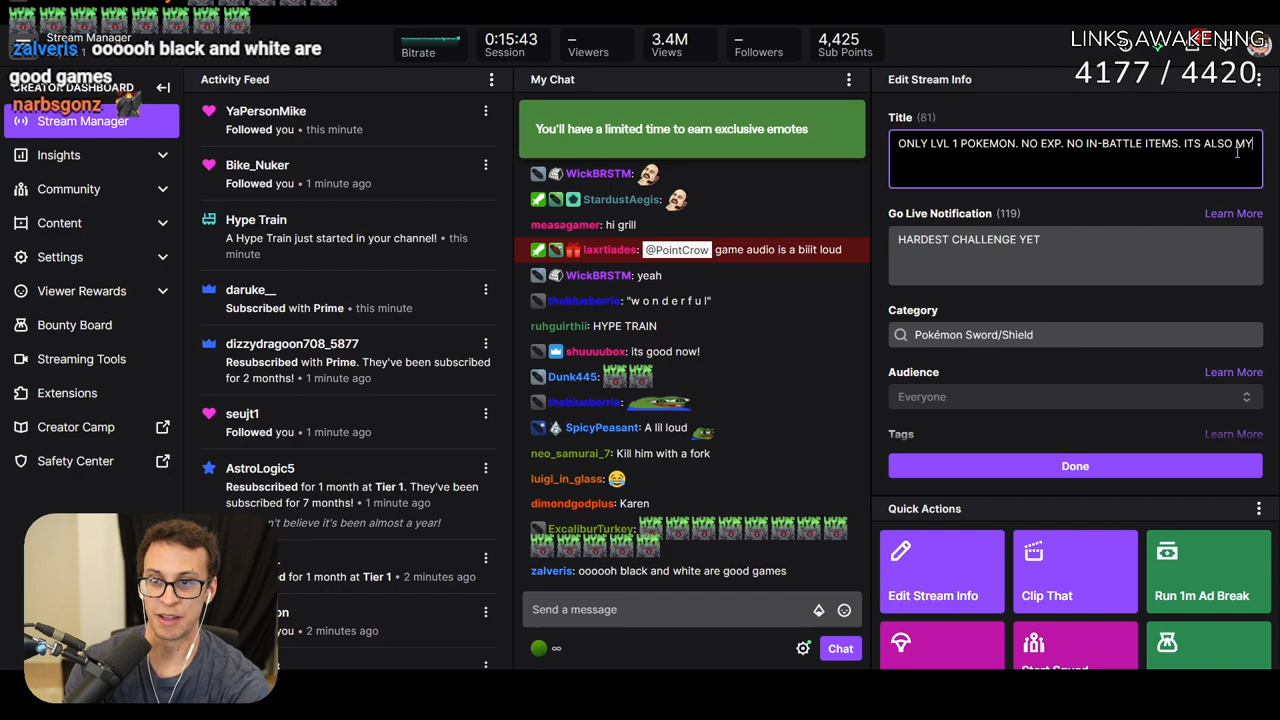 zalveris oooooh black and white are
good games
narbsgonz
Stream Manager
Bitrate
0:15:43
Session
–
Viewers
3.4M
Views
–
Followers
4,425
Sub Points
LINKS AWAKENING
4177 / 4420
CREATOR DASHBOARD
Stream Manager
Insights
Community
Content
Settings
Viewer Rewards
Bounty Board
Streaming Tools
Extensions
Creator Camp
Safety Center
Activity Feed
YaPersonMike
Followed you • this minute
Bike_Nuker
Followed you • 1 minute ago
Hype Train
A Hype Train just started in your channel! • this
minute
daruke__
Subscribed with Prime • this minute
dizzydragoon708_5877
Resubscribed with Prime. They've been subscribed
for 2 months! • 1 minute ago
seujt1
Followed you • 1 minute ago
AstroLogic5
Resubscribed for 1 month at Tier 1. They've been
subscribed for 7 months! • 1 minute ago
't believe it's been almost a year!
d for 1 month at Tier 1 • 2 minutes ago
on
you • 2 minutes ago
My Chat
You'll have a limited time to earn exclusive emotes
WickBRSTM:
StardustAegis:
measagamer: hi grill
laxrtiades: @PointCrow game audio is a biiit loud
WickBRSTM: yeah
theblueberrio: "w o n d e r f u l"
ruhguirthii: HYPE TRAIN
shuuuubox: its good now!
Dunk445:
theblueberrio:
SpicyPeasant: A lil loud
neo_samurai_7: Kill him with a fork
luigi_in_glass:
dimondgodplus: Karen
ExcaliburTurkey:
zalveris: oooooh black and white are good games
Send a message
∞
Chat
Edit Stream Info
Title (81)
ONLY LVL 1 POKEMON. NO EXP. NO IN-BATTLE ITEMS. ITS ALSO MY
Go Live Notification (119)
Learn More
HARDEST CHALLENGE YET
Category
Pokémon Sword/Shield
Audience
Learn More
Everyone
Tags
Learn More
Done
Quick Actions
Edit Stream Info
Clip That
Run 1m Ad Break
Start Squad